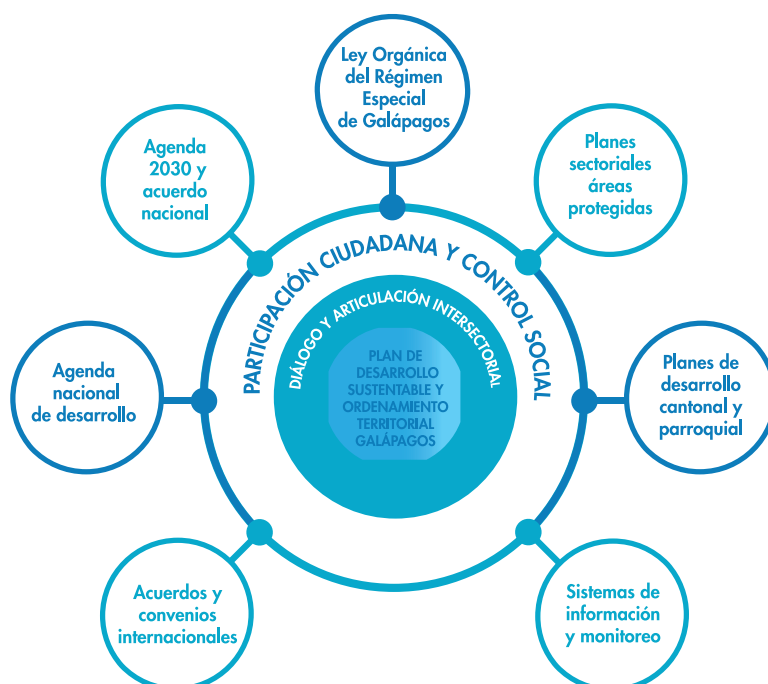 Ley Orgánica
del Régimen
Especial
de Galápagos
Agenda
2030 y
acuerdo
nacional
Planes
sectoriales
áreas
protegidas
PARTICIPACIÓN CIUDADANA Y CONTROL SOCIAL
DIÁLOGO Y ARTICULACIÓN INTERSECTORIAL
PLAN DE
DESARROLLO
SUSTENTABLE Y
ORDENAMIENTO
TERRITORIAL
GALÁPAGOS
Agenda
nacional
de desarrollo
Planes de
desarrollo
cantonal y
parroquial
Acuerdos y
convenios
internacionales
Sistemas de
información
y monitoreo